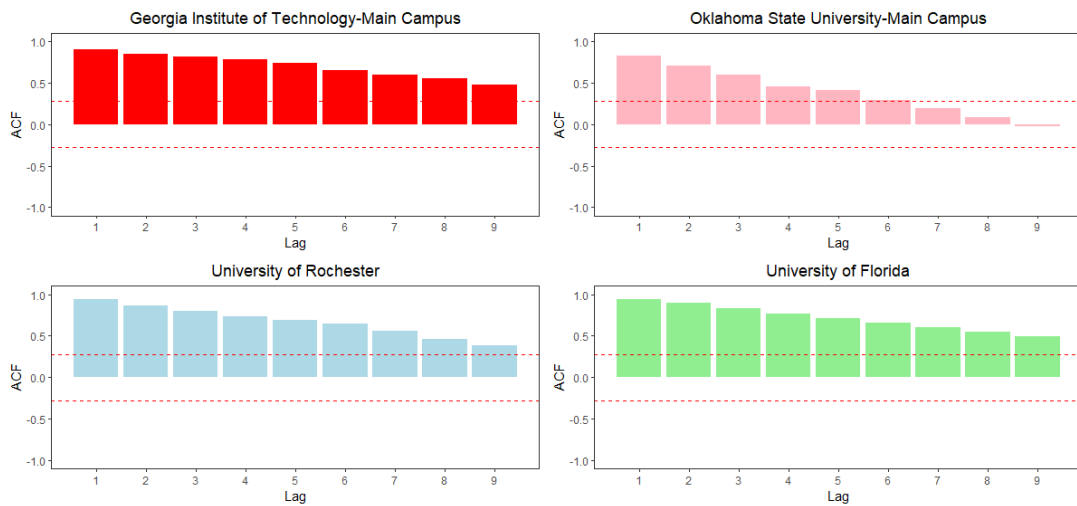 Georgia Institute of Technology-Main Campus
1.0
0.5
0.0
-0.5
-1.0
ACF
1 2 3 4 5 6 7 8 9
Lag
Oklahoma State University-Main Campus
1.0
0.5
0.0
-0.5
-1.0
ACF
1 2 3 4 5 6 7 8 9
Lag
University of Rochester
1.0
0.5
0.0
-0.5
-1.0
ACF
1 2 3 4 5 6 7 8 9
Lag
University of Florida
1.0
0.5
0.0
-0.5
-1.0
ACF
1 2 3 4 5 6 7 8 9
Lag